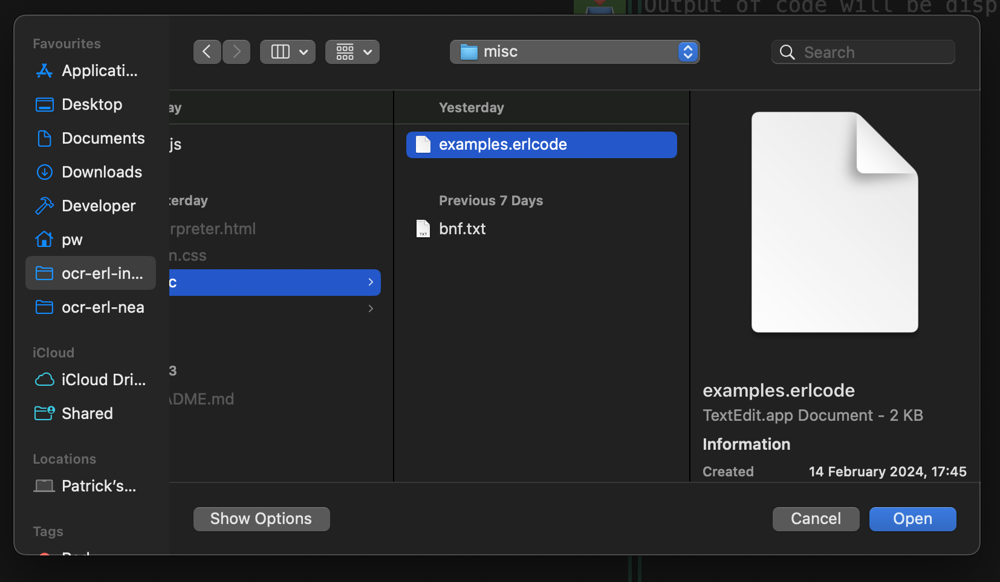 Output of code will be disp
Favourites
Applicati...
Desktop
Documents
Downloads
Developer
pw
ocr-erl-in...
ocr-erl-nea
iCloud
iCloud Dri...
Shared
Locations
Patrick's...
Tags
Red
misc
Search
ay
js
terday
rpreter.html
n.css
c
3
ADME.md
Yesterday
examples.erlcode
Previous 7 Days
TXT
bnf.txt
examples.erlcode
TextEdit.app Document - 2 KB
Information
Created 14 February 2024, 17:45
Show Options
Cancel
Open